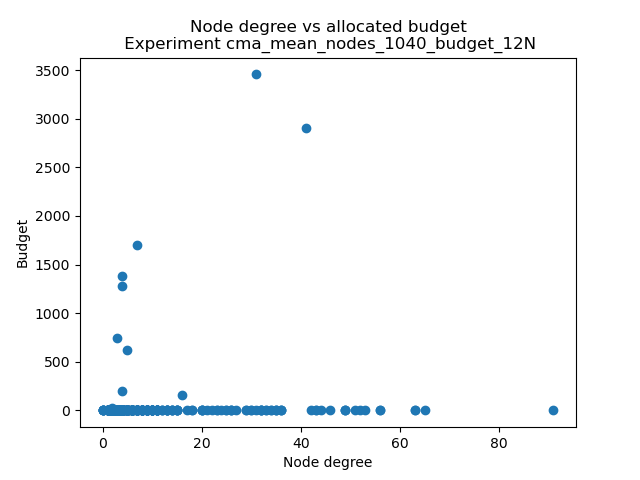 Node degree vs allocated budget
Experiment cma_mean_nodes_1040_budget_12N
3500
3000
2500
2000
1500
1000
500
0
Budget
0 20 40 60 80
Node degree